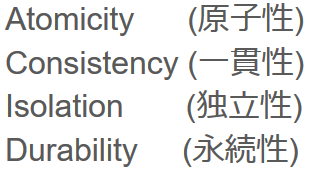 Atomicity (原子性)
Consistency (一貫性)
Isolation (独立性)
Durability (永続性)